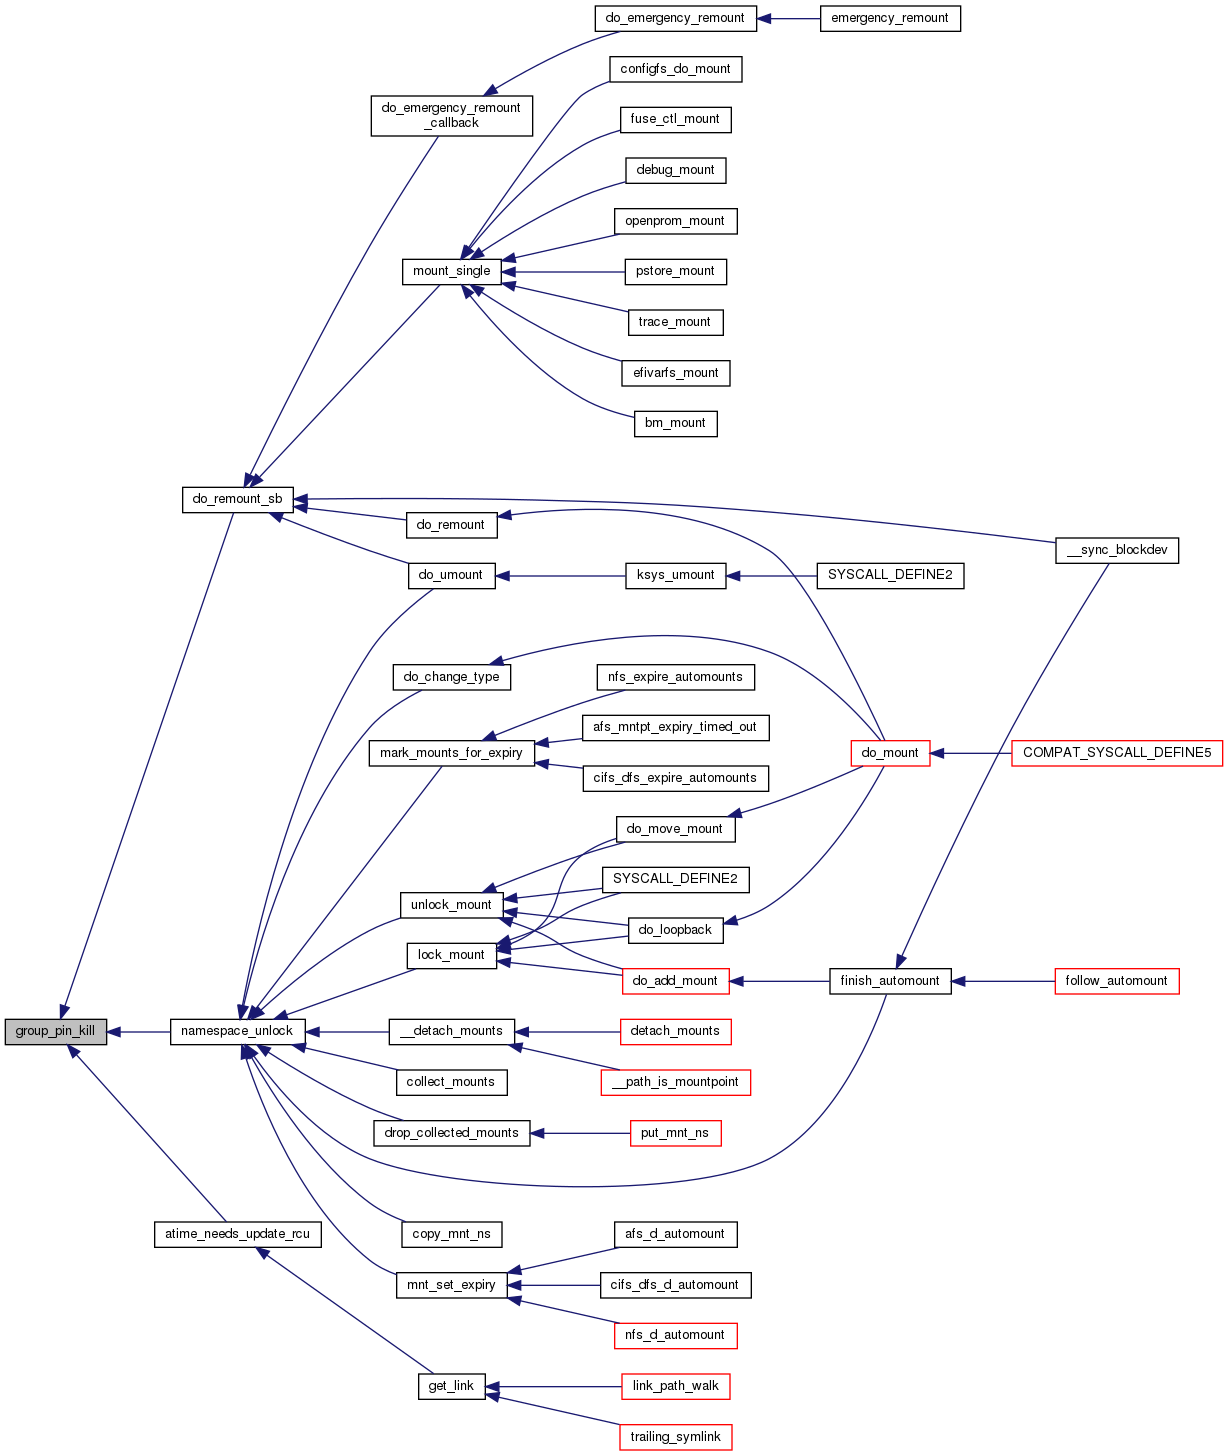 do_emergency_remount
emergency_remount
configfs_do_mount
do_emergency_remount
_callback
fuse_ctl_mount
debug_mount
openprom_mount
mount_single
pstore_mount
trace_mount
efivarfs_mount
bm_mount
do_remount_sb
do_remount
__sync_blockdev
do_umount
ksys_umount
SYSCALL_DEFINE2
do_change_type
nfs_expire_automounts
afs_mntpt_expiry_timed_out
mark_mounts_for_expiry
do_mount
COMPAT_SYSCALL_DEFINE5
cifs_dfs_expire_automounts
do_move_mount
SYSCALL_DEFINE2
unlock_mount
do_loopback
lock_mount
do_add_mount
finish_automount
follow_automount
group_pin_kill
namespace_unlock
__detach_mounts
detach_mounts
collect_mounts
__path_is_mountpoint
drop_collected_mounts
put_mnt_ns
atime_needs_update_rcu
copy_mnt_ns
afs_d_automount
mnt_set_expiry
cifs_dfs_d_automount
nfs_d_automount
get_link
link_path_walk
trailing_symlink